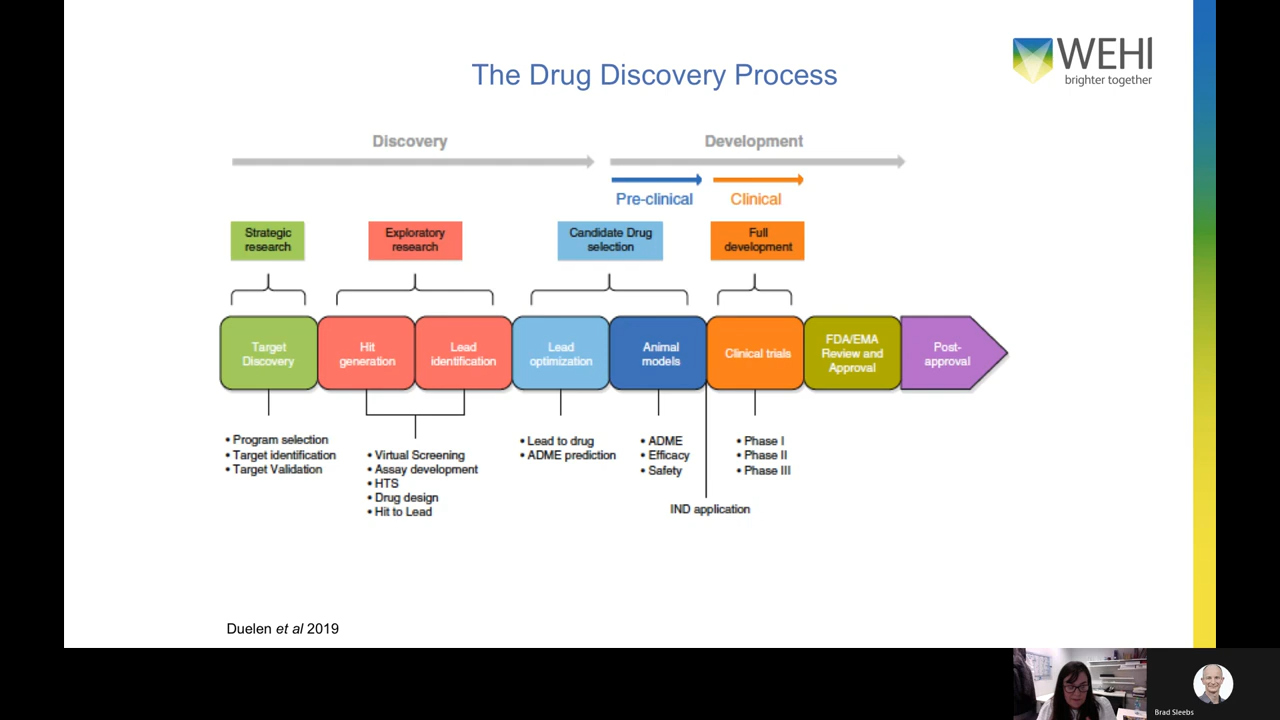 WEHI
brighter together
The Drug Discovery Process
Discovery
Development
Pre-clinical
Clinical
Strategic
research
Exploratory
research
Candidate Drug
selection
Full
development
Target
Discovery
Hit
generation
Lead
identification
Lead
optimization
Animal
models
Clinical trials
FDA/EMA
Review and
Approval
Post-
approval
• Program selection
• Target identification
• Target Validation
• Virtual Screening
• Assay development
• HTS
• Drug design
• Hit to Lead
• Lead to drug
• ADME prediction
• ADME
• Efficacy
• Safety
• Phase I
• Phase II
• Phase III
IND application
Duelen et al 2019
Brad Sleebs